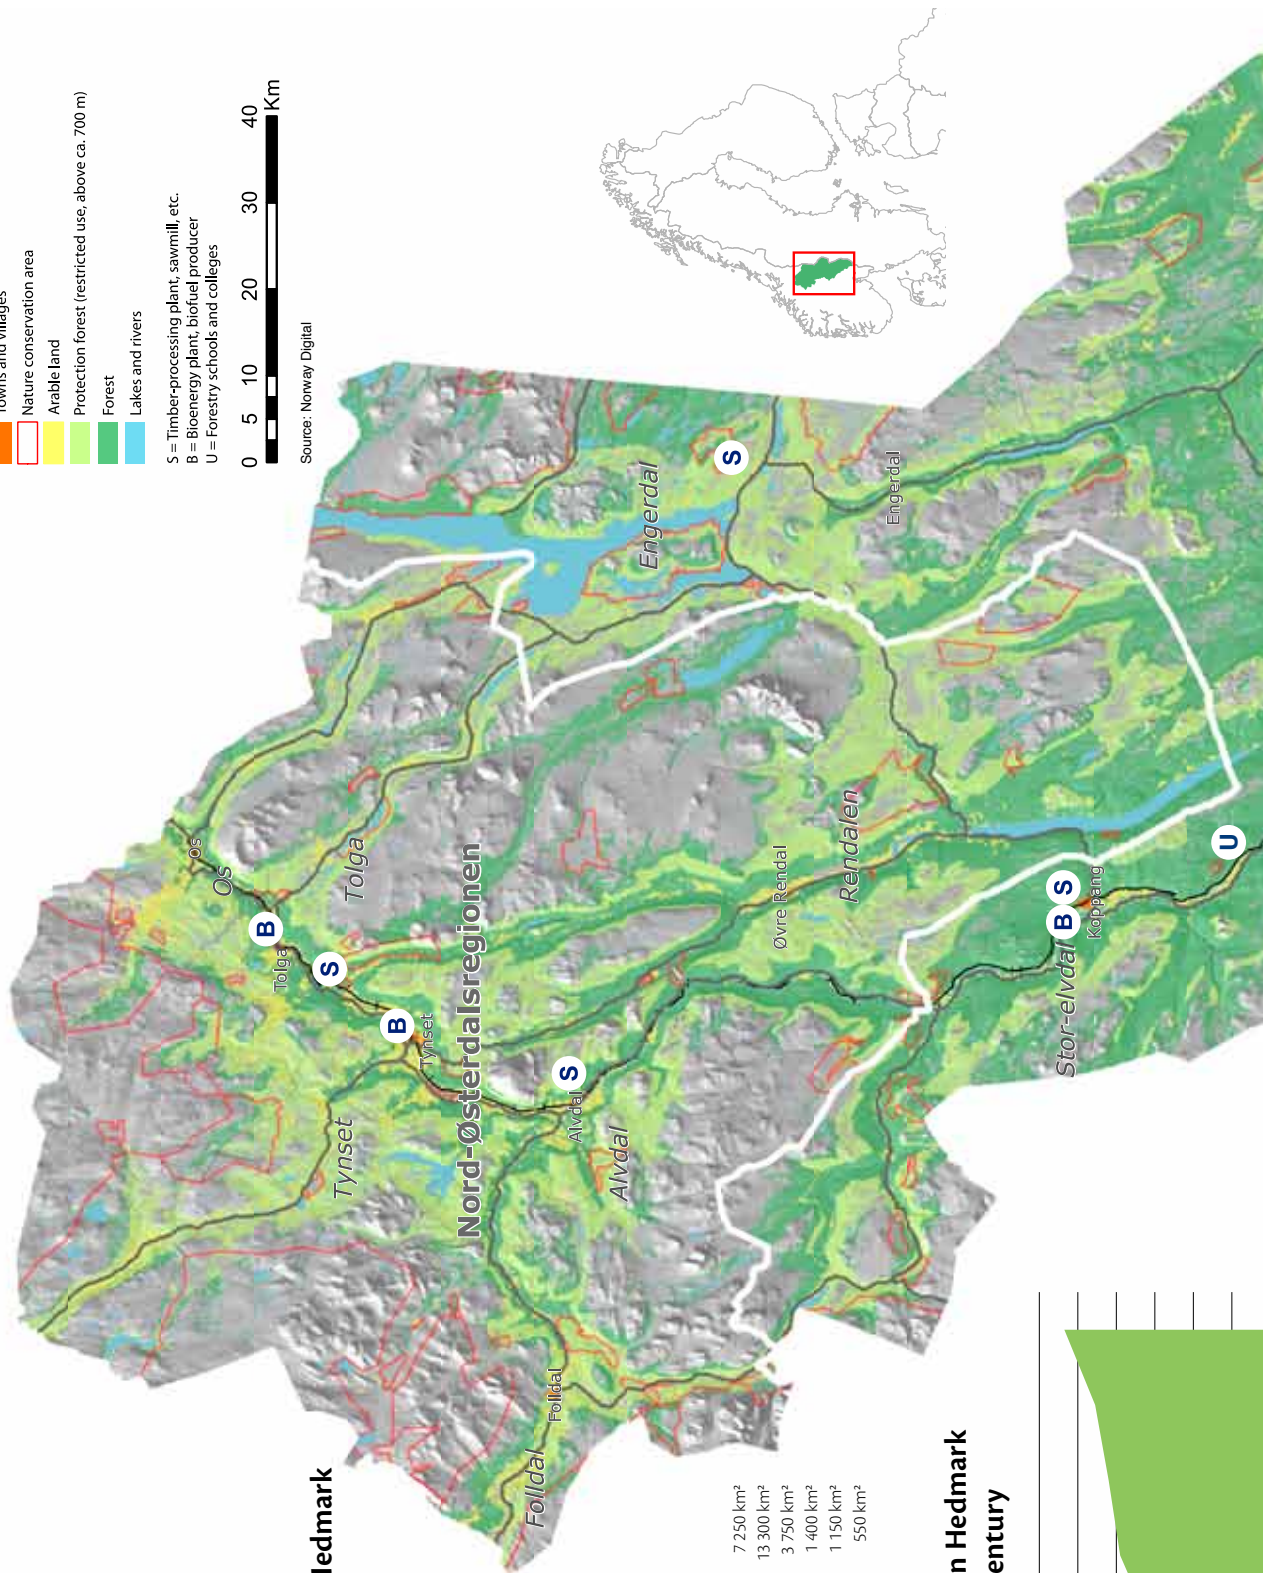 Towns and villages
Nature conservation area
Arable land
Protection forest (restricted use, above ca. 700 m)
Forest
Lakes and rivers
S = Timber-processing plant, sawmill, etc.
B = Bioenergy plant, biofuel producer
U = Forestry schools and colleges
0 5 10 20 30 40
Km
Source: Norway Digital
Os
Os
Tolga
B
Tolga
S
B
Tynset
Tynset
Nord-Østerdalsregionen
S
Alvdal
Alvdal
Folldal
Folldal
Engerdal
S
Engerdal
Øvre Rendal
Rendalen
B S
Koppang
Stor-elvdal
U
Hedmark
7 250 km²
13 300 km²
3 750 km²
1 400 km²
1 150 km²
550 km²
n Hedmark
entury